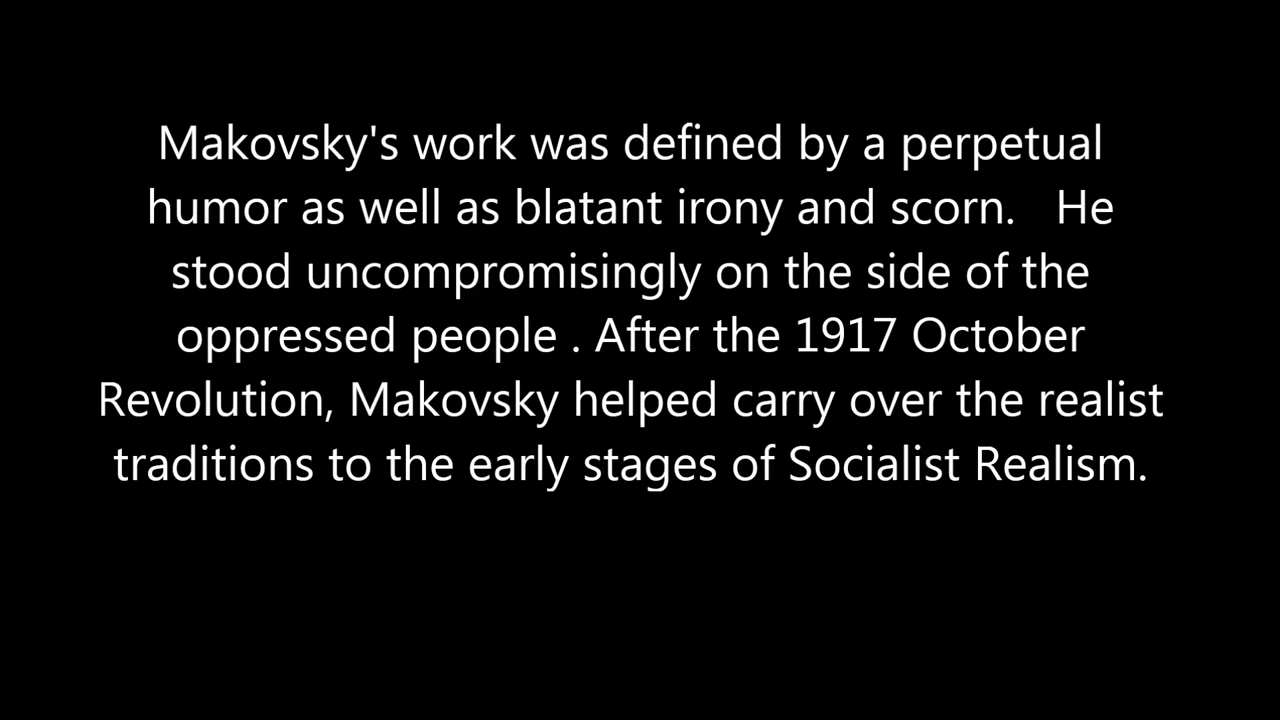 Makovsky's work was defined by a perpetual
humor as well as blatant irony and scorn.   He
stood uncompromisingly on the side of the
oppressed people . After the 1917 October
Revolution, Makovsky helped carry over the realist
traditions to the early stages of Socialist Realism.